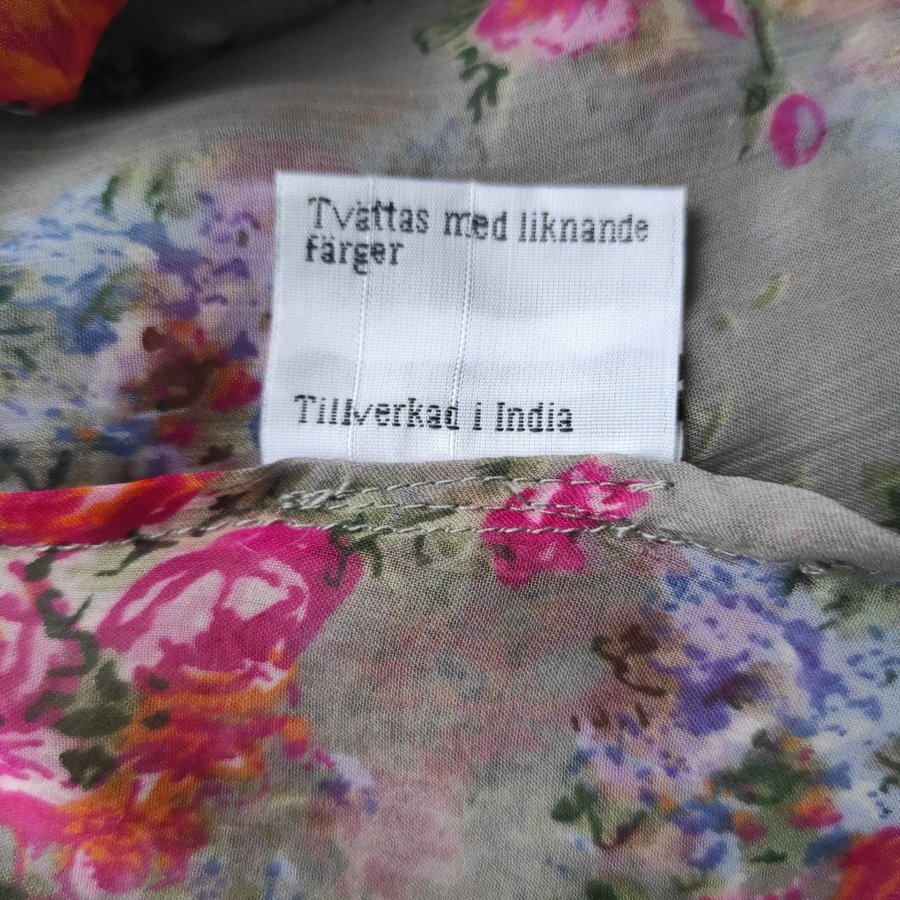 Tvättas med liknande
färger
Tillverkad i India